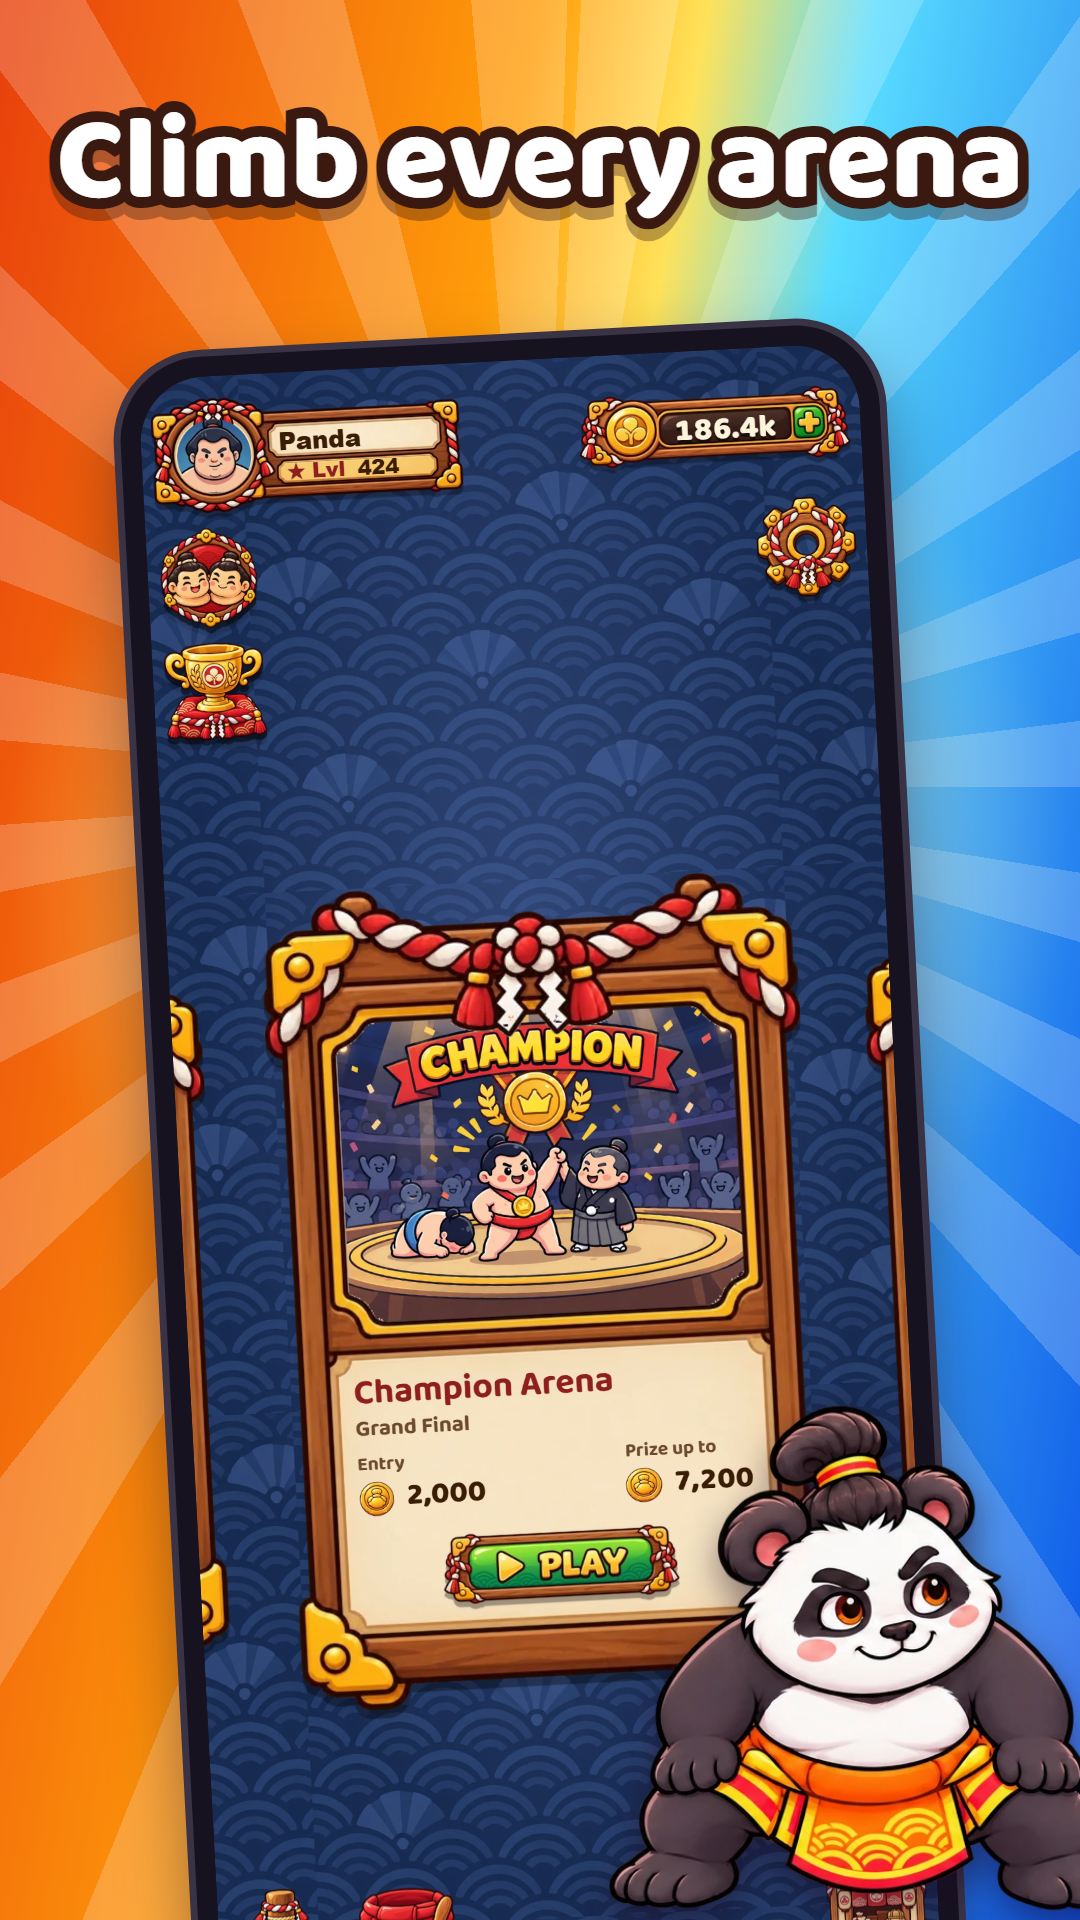 Climb every arena
Panda
★ Lvl 424
186.4k
CHAMPION
Champion Arena
Grand Final
Entry
2,000
Prize up to
7,200
PLAY